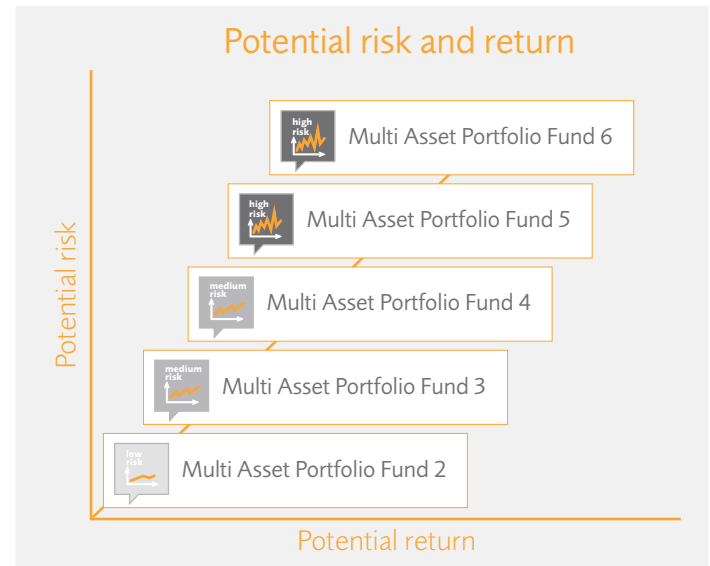 Potential risk and return
high
risk
Multi Asset Portfolio Fund 6
high
risk
Multi Asset Portfolio Fund 5
medium
risk
Multi Asset Portfolio Fund 4
medium
risk
Multi Asset Portfolio Fund 3
low
risk
Multi Asset Portfolio Fund 2
Potential risk
Potential return